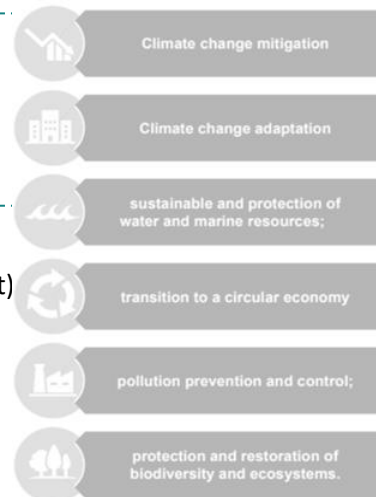 Climate change mitigation
Climate change adaptation
sustainable and protection of
water and marine resources;
t)
transition to a circular economy
pollution prevention and control;
protection and restoration of
biodiversity and ecosystems.